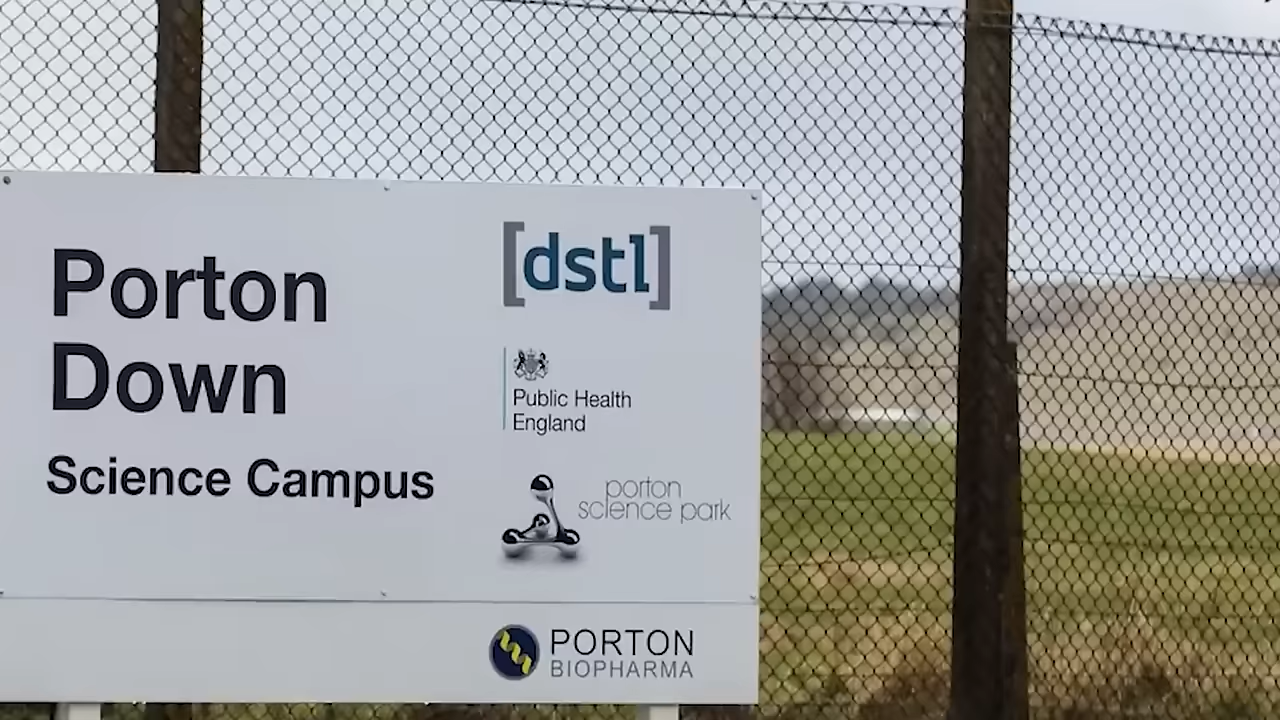 Porton
Down
Science Campus
[dstl]
Public Health
England
porton
science park
PORTON
BIOPHARMA